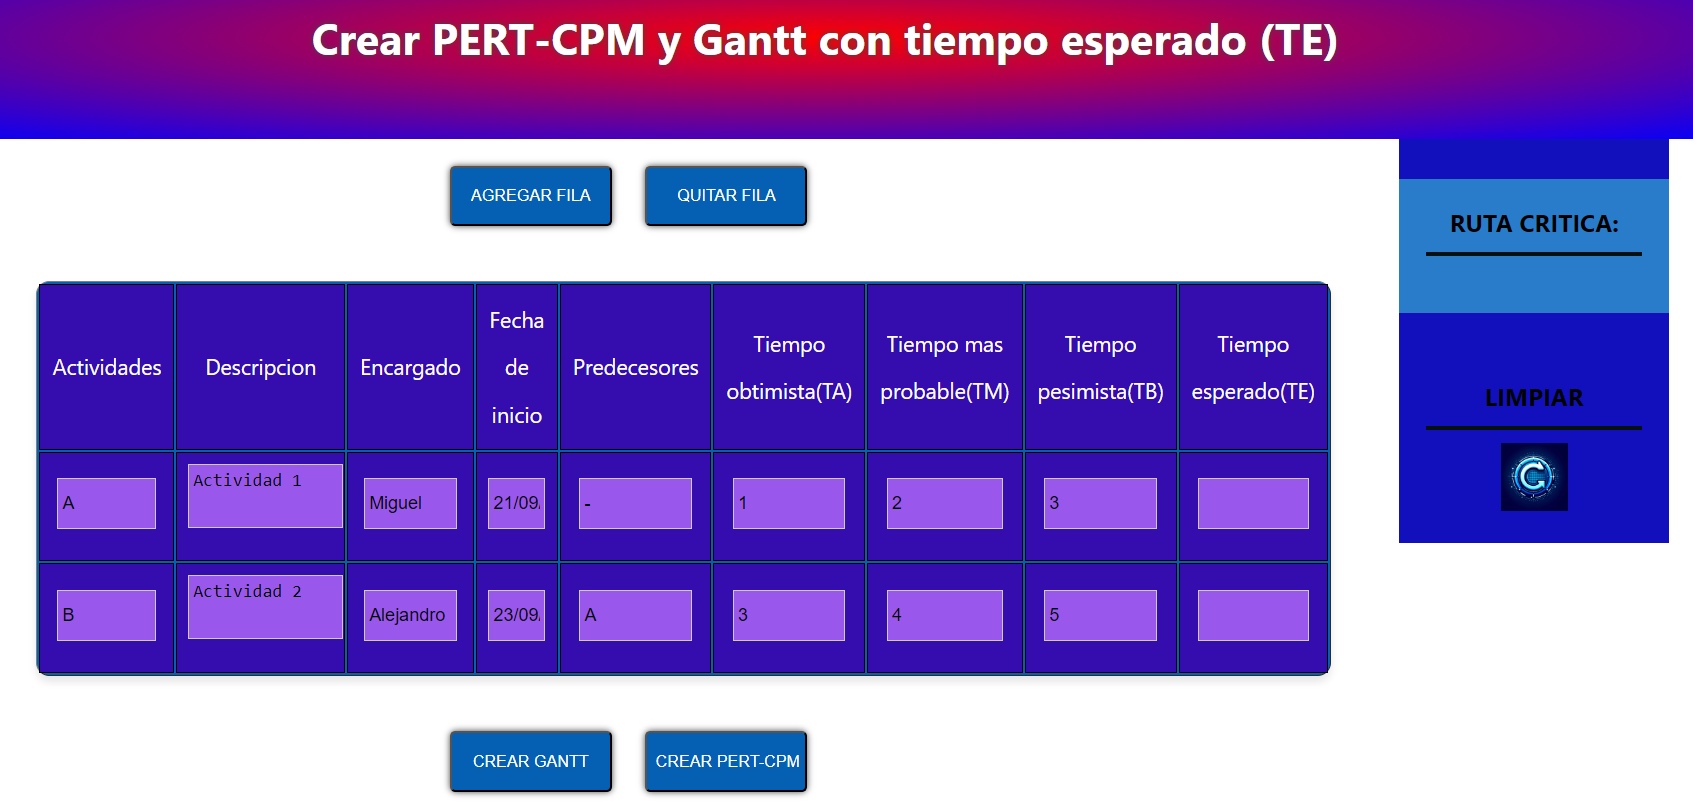 Crear PERT-CPM y Gantt con tiempo esperado (TE)
AGREGAR FILA
QUITAR FILA
RUTA CRITICA:
LIMPIAR
Actividades
Descripcion
Encargado
Fecha
de
inicio
Predecesores
Tiempo
obtimista(TA)
Tiempo mas
probable(TM)
Tiempo
pesimista(TB)
Tiempo
esperado(TE)
A
Actividad 1
Miguel
21/09
-
1
2
3
B
Actividad 2
Alejandro
23/09
A
3
4
5
CREAR GANTT
CREAR PERT-CPM